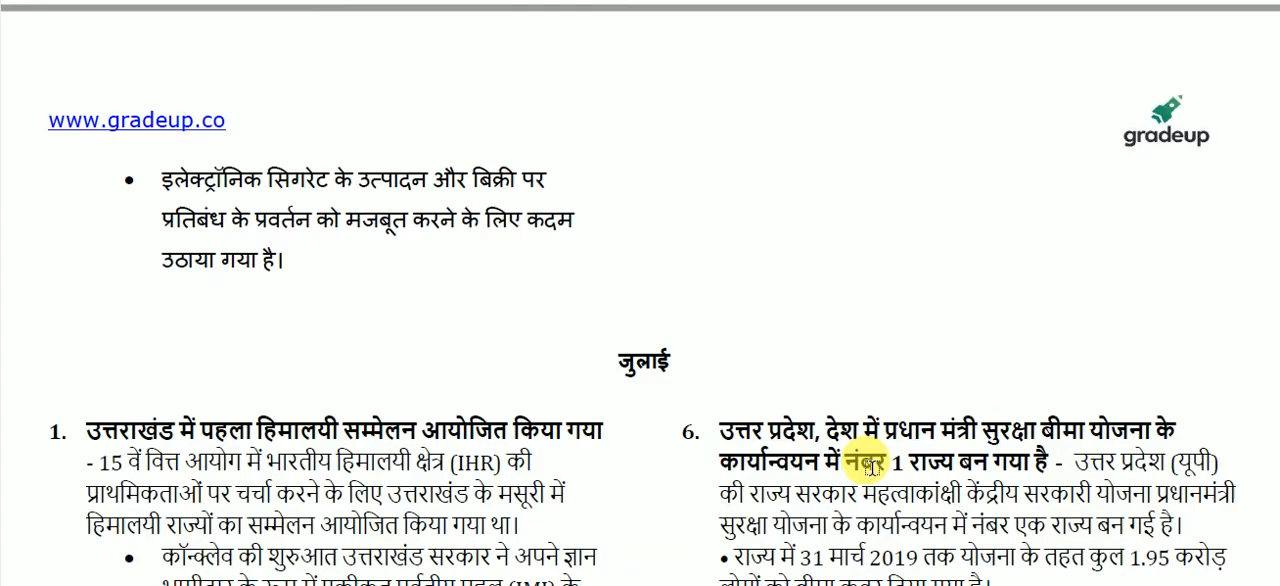 www.gradeup.co
gradeup
• इलेक्ट्रॉनिक सिगरेट के उत्पादन और बिक्री पर
प्रतिबंध के प्रवर्तन को मजबूत करने के लिए कदम
उठाया गया है।
जुलाई
1. उत्तराखंड में पहला हिमालयी सम्मेलन आयोजित किया गया
- 15 वें वित्त आयोग में भारतीय हिमालयी क्षेत्र (IHR) की
प्राथमिकताओं पर चर्चा करने के लिए उत्तराखंड के मसूरी में
हिमालयी राज्यों का सम्मेलन आयोजित किया गया था।
• कॉन्क्लेव की शुरुआत उत्तराखंड सरकार ने अपने ज्ञान
6. उत्तर प्रदेश, देश में प्रधान मंत्री सुरक्षा बीमा योजना के
कार्यान्वयन में नंबर 1 राज्य बन गया है - उत्तर प्रदेश (यूपी)
की राज्य सरकार महत्वाकांक्षी केंद्रीय सरकारी योजना प्रधानमंत्री
सुरक्षा योजना के कार्यान्वयन में नंबर एक राज्य बन गई है।
• राज्य में 31 मार्च 2019 तक योजना के तहत कुल 1.95 करोड़